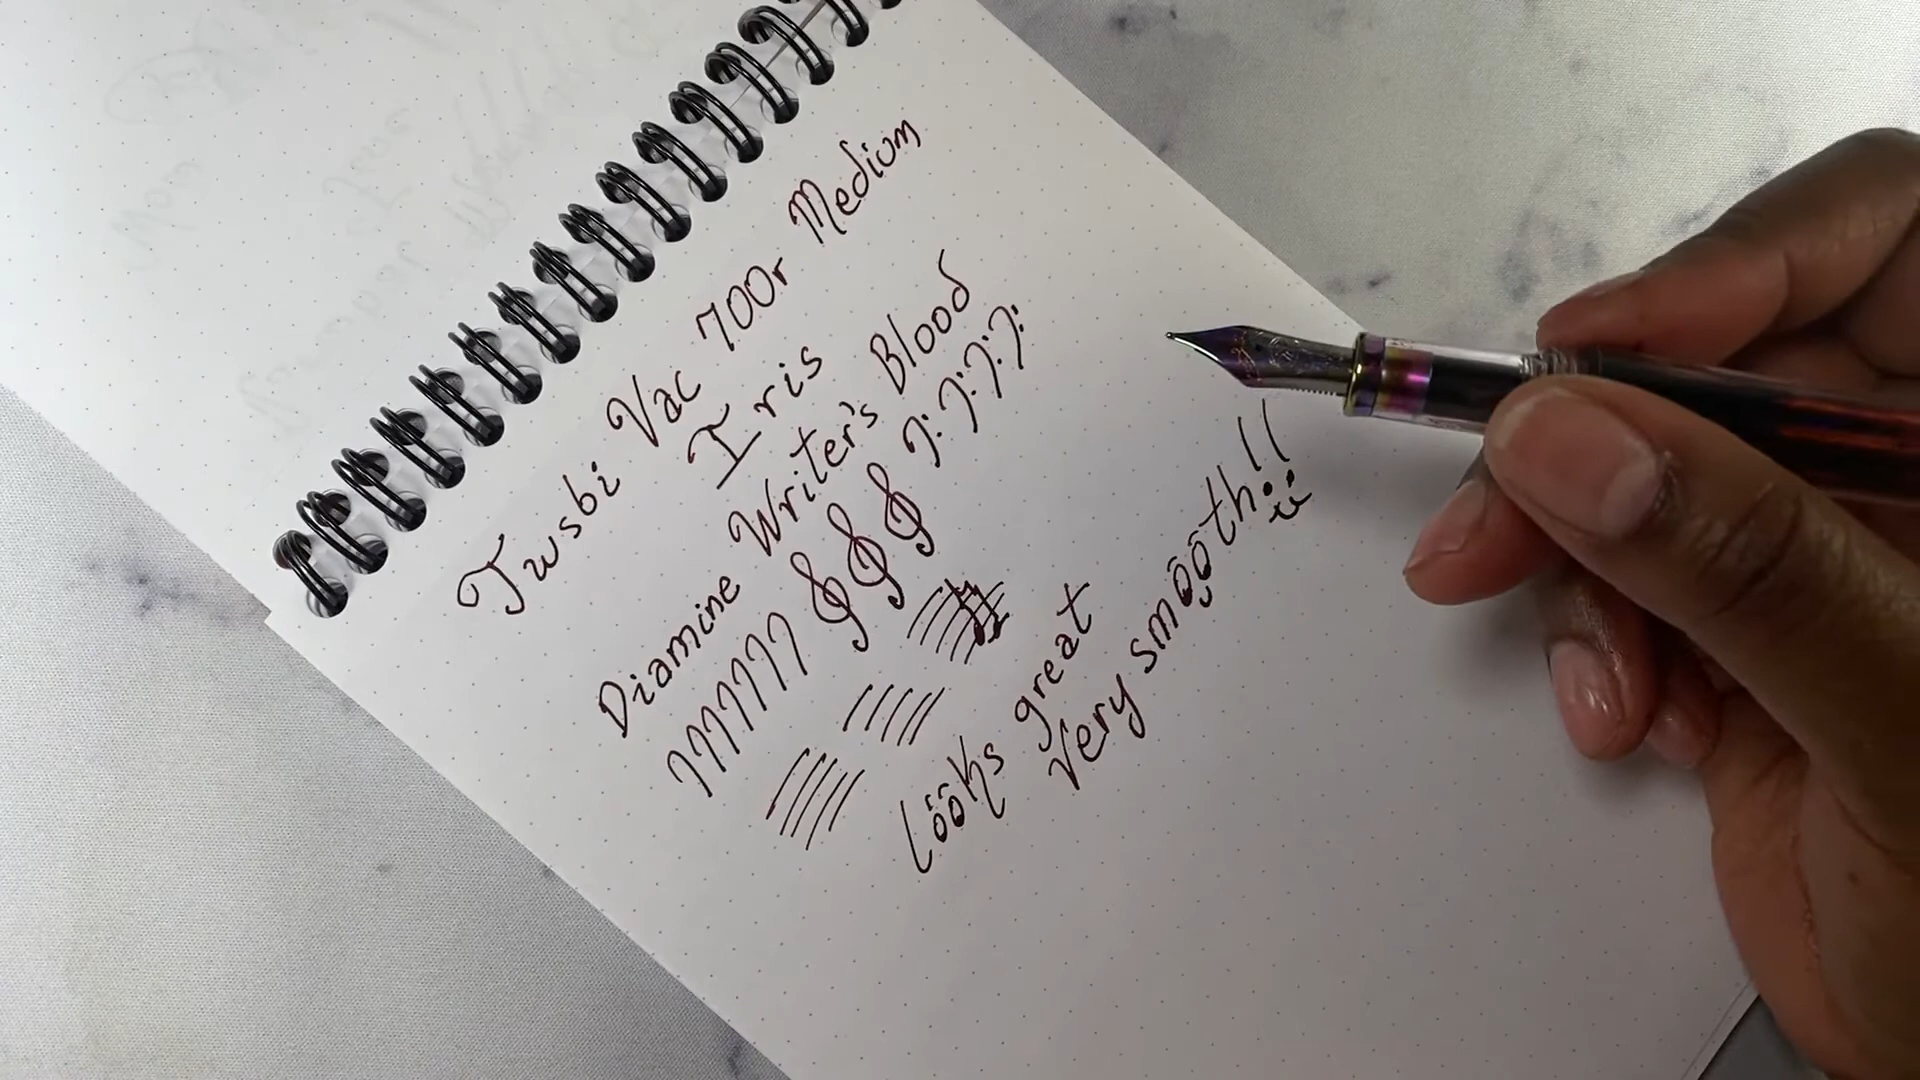 Twsbi Vac 700r Medium
Iris
Diamine Writer's Blood
Looks great
Very smooth!!